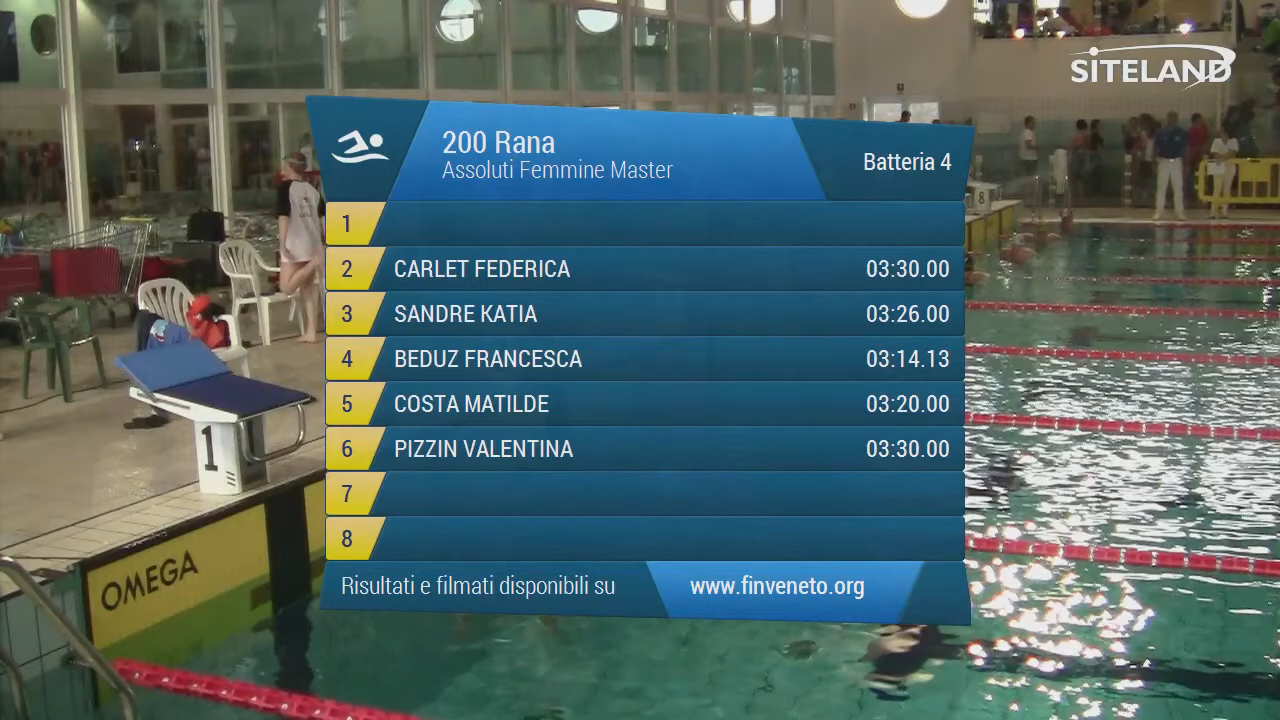 SITELAND
200 Rana
Assoluti Femmine Master
Batteria 4
1
2 CARLET FEDERICA 03:30.00
3 SANDRE KATIA 03:26.00
4 BEDUZ FRANCESCA 03:14.13
5 COSTA MATILDE 03:20.00
6 PIZZIN VALENTINA 03:30.00
7
8
Risultati e filmati disponibili su www.finveneto.org
1
OMEGA
8